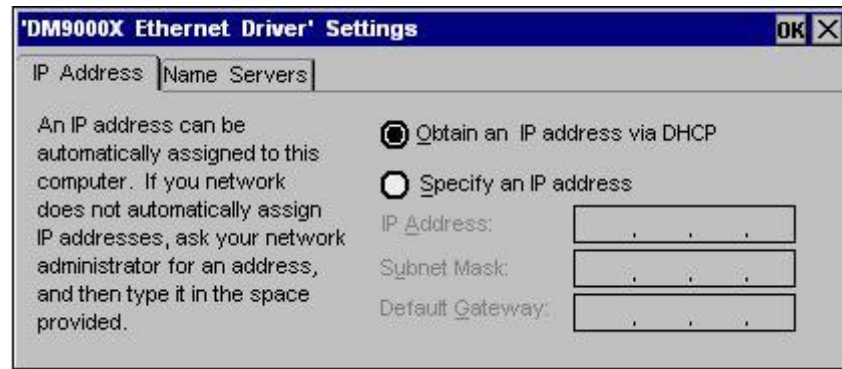 'DM9000X Ethernet Driver' Settings
OK
IP Address
Name Servers
An IP address can be
automatically assigned to this
computer. If you network
does not automatically assign
IP addresses, ask your network
administrator for an address,
and then type it in the space
provided.
Obtain an IP address via DHCP
Specify an IP address
IP Address:
Subnet Mask:
Default Gateway: